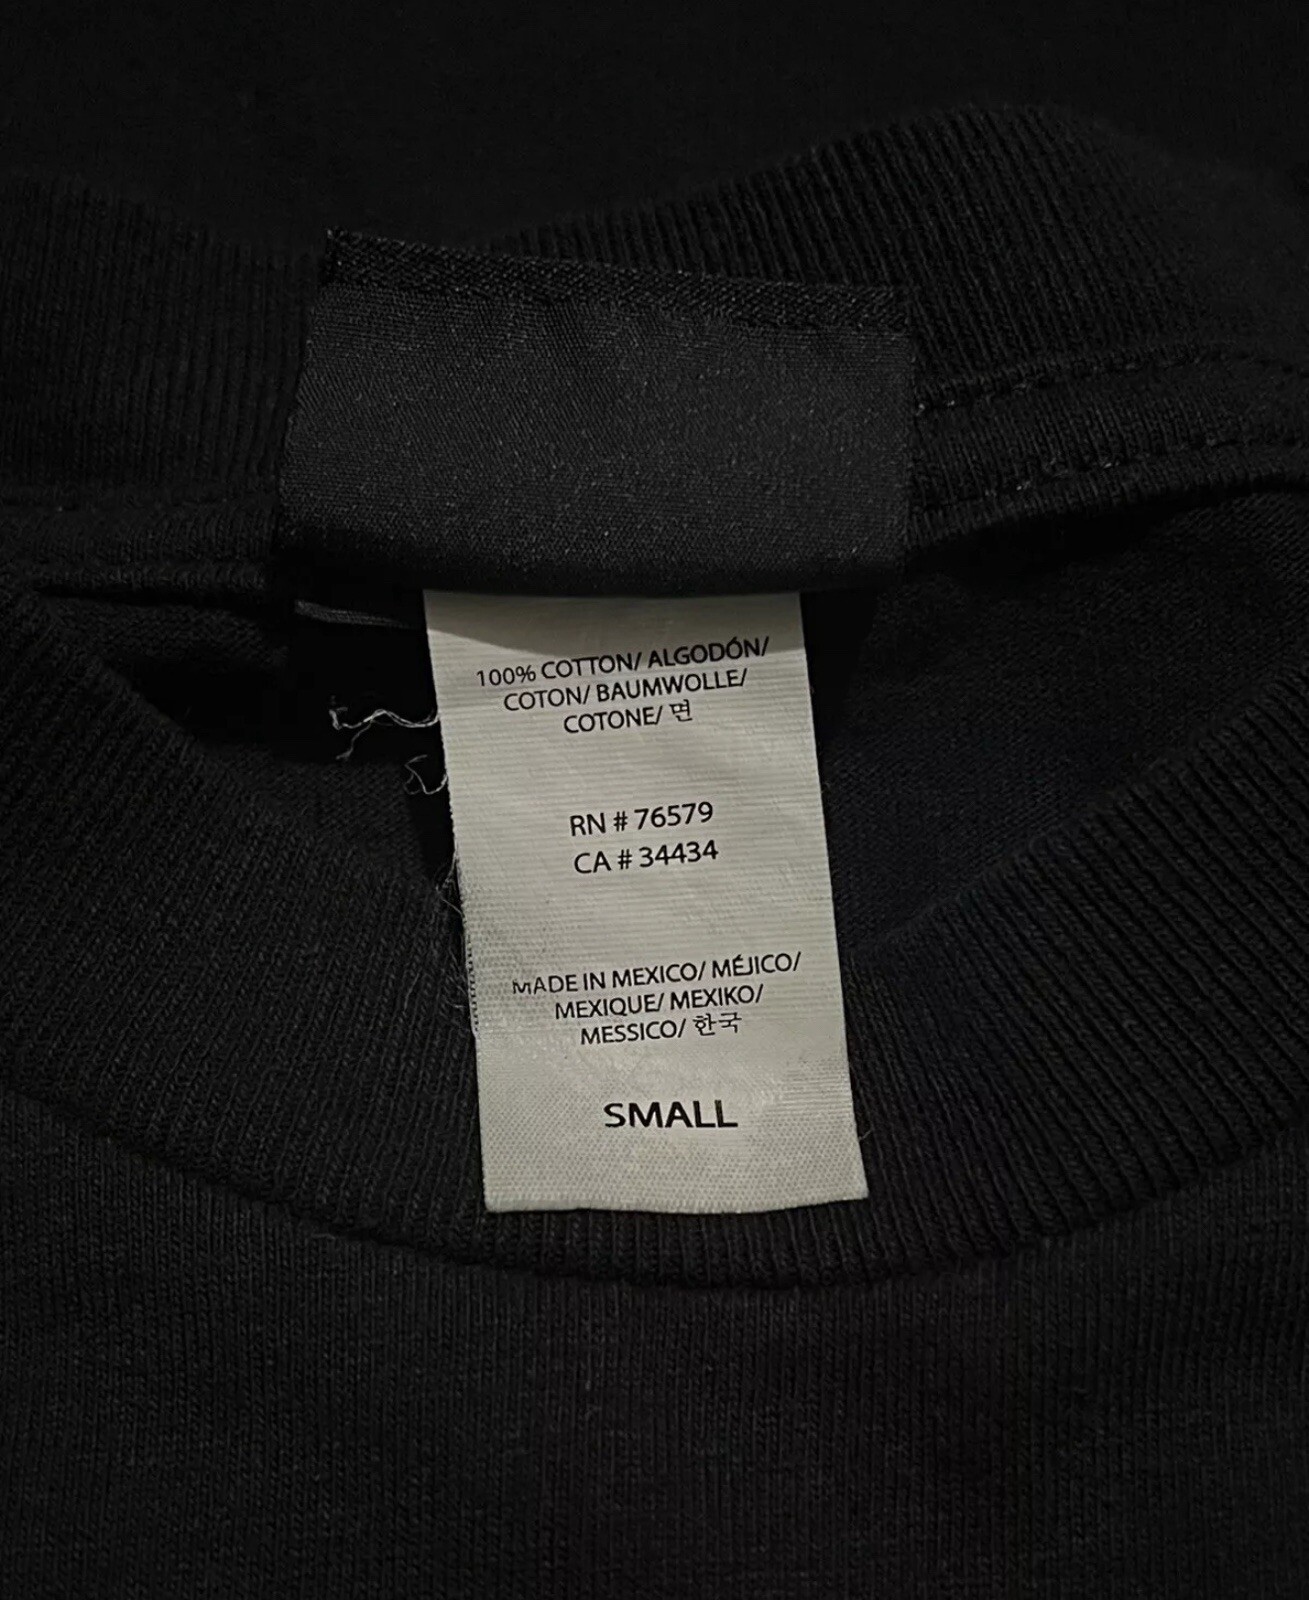 100% COTTON/ ALGODÓN/
COTON/ BAUMWOLLE/
COTONE/ 면
RN # 76579
CA # 34434
MADE IN MEXICO/ MÉJICO/
MEXIQUE/ MEXIKO/
MESSICO/ 한국
SMALL